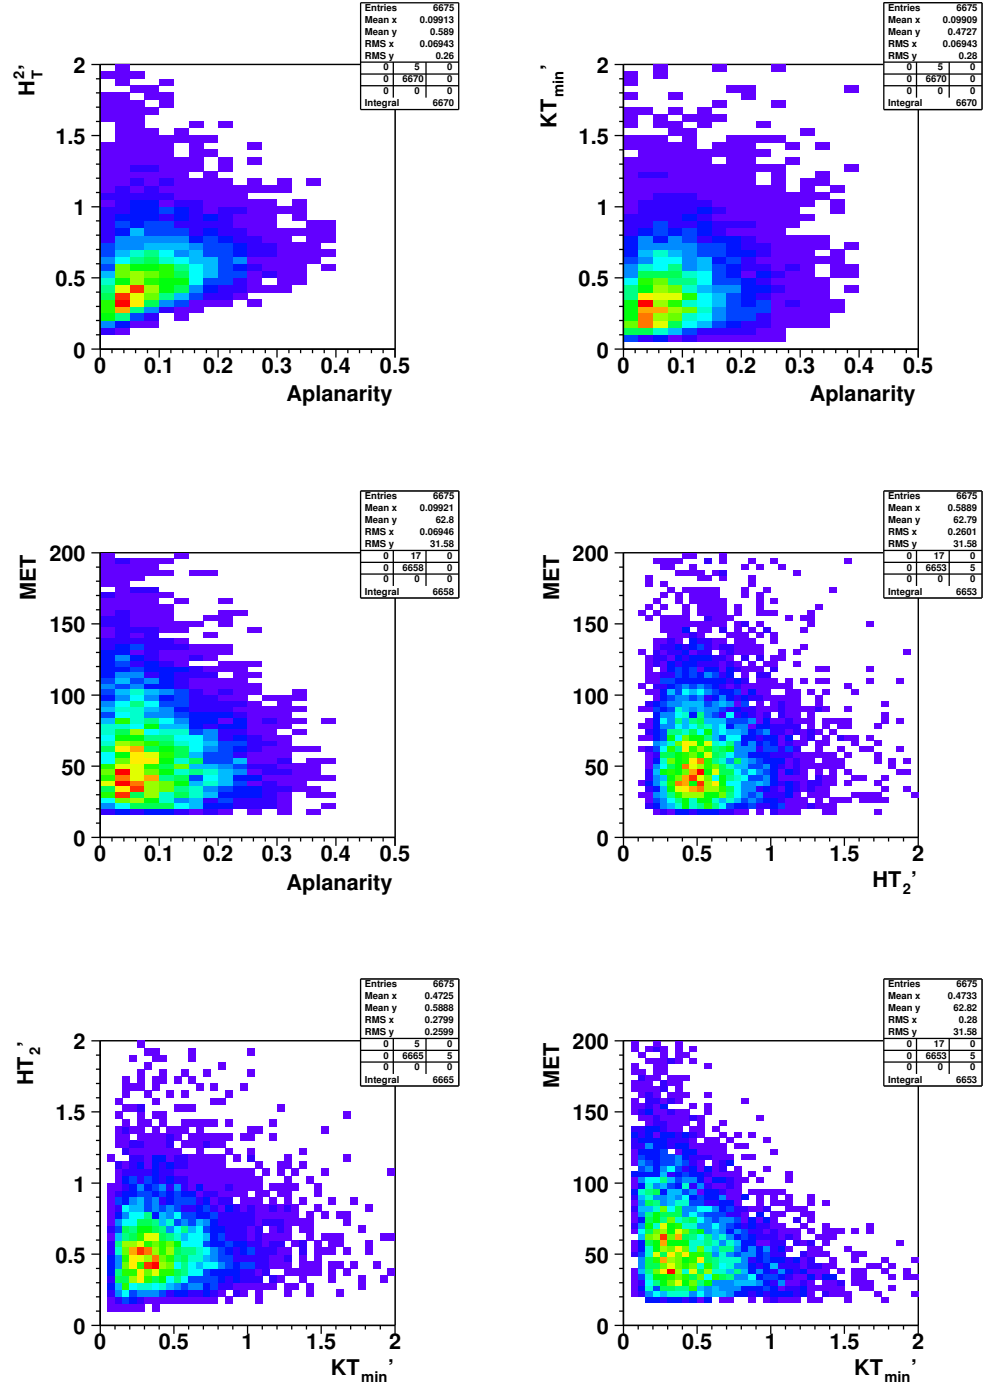 Entries 6675
Mean x 0.09913
Mean y 0.589
RMS x 0.06943
RMS y 0.26
0 5 0
0 6670 0
0 0 0
Integral 6670
H_T^2'
2
1.5
1
0.5
0
0 0.1 0.2 0.3 0.4 0.5
Aplanarity
Entries 6675
Mean x 0.09909
Mean y 0.4727
RMS x 0.06943
RMS y 0.28
0 5 0
0 6670 0
0 0 0
Integral 6670
KT_min'
2
1.5
1
0.5
0
0 0.1 0.2 0.3 0.4 0.5
Aplanarity
Entries 6675
Mean x 0.09921
Mean y 62.8
RMS x 0.06946
RMS y 31.58
0 17 0
0 6658 0
0 0 0
Integral 6658
MET
200
150
100
50
0
0 0.1 0.2 0.3 0.4 0.5
Aplanarity
Entries 6675
Mean x 0.5889
Mean y 62.79
RMS x 0.2601
RMS y 31.58
0 17 0
0 6653 5
0 0 0
Integral 6653
MET
200
150
100
50
0
0 0.5 1 1.5 2
HT_2'
Entries 6675
Mean x 0.4725
Mean y 0.5888
RMS x 0.2799
RMS y 0.2599
0 5 0
0 6665 5
0 0 0
Integral 6665
HT_2'
2
1.5
1
0.5
0
0 0.5 1 1.5 2
KT_min'
Entries 6675
Mean x 0.4733
Mean y 62.82
RMS x 0.28
RMS y 31.58
0 17 0
0 6653 5
0 0 0
Integral 6653
MET
200
150
100
50
0
0 0.5 1 1.5 2
KT_min'